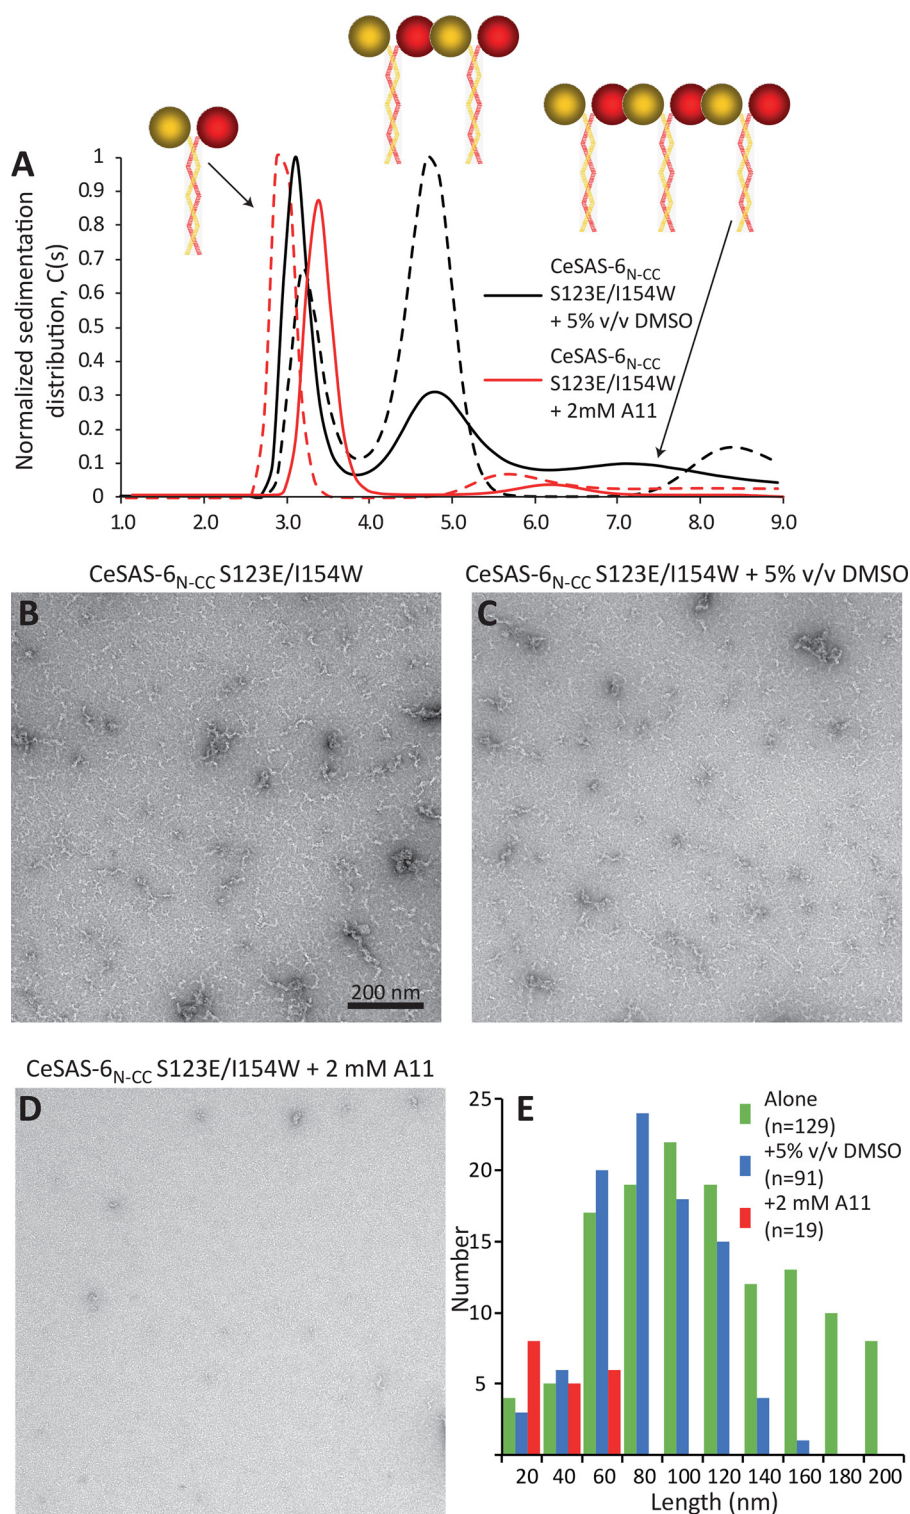 A
Normalized sedimentation
distribution, C(s)
1
0.9
0.8
0.7
0.6
0.5
0.4
0.3
0.2
0.1
0
1.0 2.0 3.0 4.0 5.0 6.0 7.0 8.0 9.0
CeSAS-6N-CC
S123E/I154W
+ 5% v/v DMSO
CeSAS-6N-CC
S123E/I154W
+ 2mM A11
CeSAS-6N-CC S123E/I154W
B
200 nm
CeSAS-6N-CC S123E/I154W + 5% v/v DMSO
C
CeSAS-6N-CC S123E/I154W + 2 mM A11
D
E
Number
25
20
15
10
5
20 40 60 80 100 120 140 160 180 200
Length (nm)
Alone
(n=129)
+5% v/v DMSO
(n=91)
+2 mM A11
(n=19)